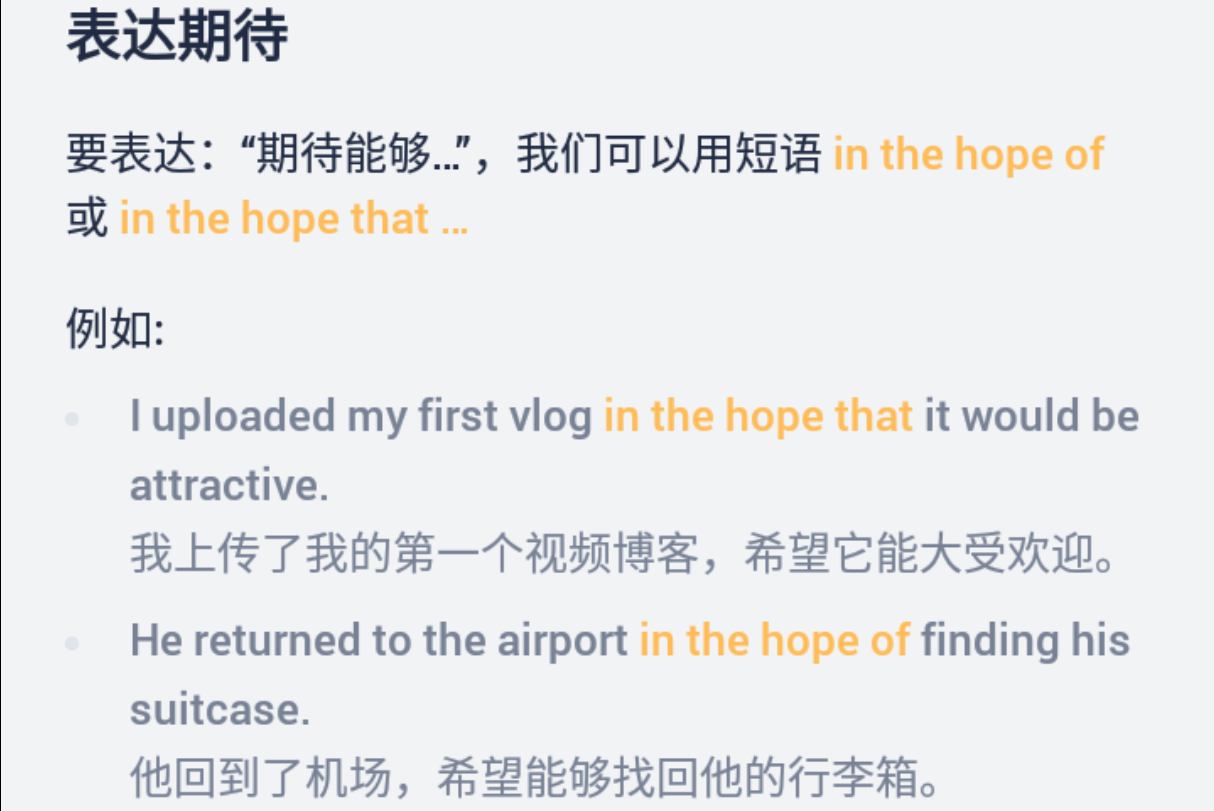 表达期待
要表达：“期待能够...”，我们可以用短语 in the hope of
或 in the hope that ...
例如:
I uploaded my first vlog in the hope that it would be
attractive.
我上传了我的第一个视频博客，希望它能大受欢迎。
He returned to the airport in the hope of finding his
suitcase.
他回到了机场，希望能够找回他的行李箱。